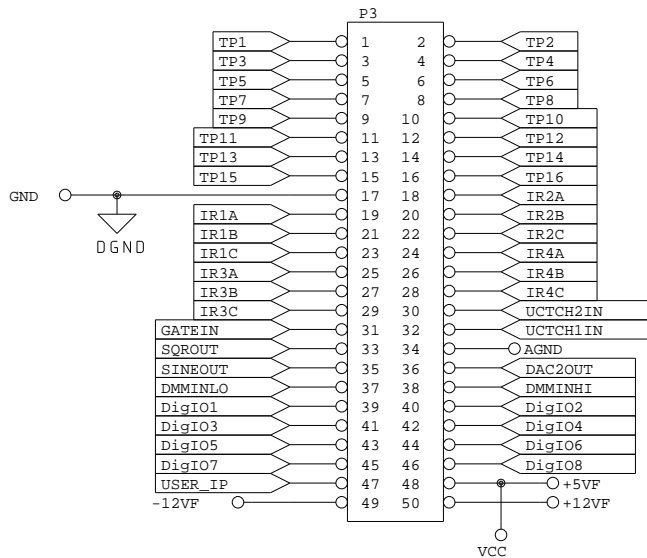 P3
TP1 1 2 TP2
TP3 3 4 TP4
TP5 5 6 TP6
TP7 7 8 TP8
TP9 9 10 TP10
TP11 11 12 TP12
TP13 13 14 TP14
TP15 15 16 TP16
GND 17 18 IR2A
DGND
IR1A 19 20 IR2B
IR1B 21 22 IR2C
IR1C 23 24 IR4A
IR3A 25 26 IR4B
IR3B 27 28 IR4C
IR3C 29 30 UCTCH2IN
GATEIN 31 32 UCTCH1IN
SQROUT 33 34 AGND
SINEOUT 35 36 DAC2OUT
DMMINLO 37 38 DMMINHI
DigIO1 39 40 DigIO2
DigIO3 41 42 DigIO4
DigIO5 43 44 DigIO6
DigIO7 45 46 DigIO8
USER_IP 47 48 +5VF
-12VF 49 50 +12VF
VCC